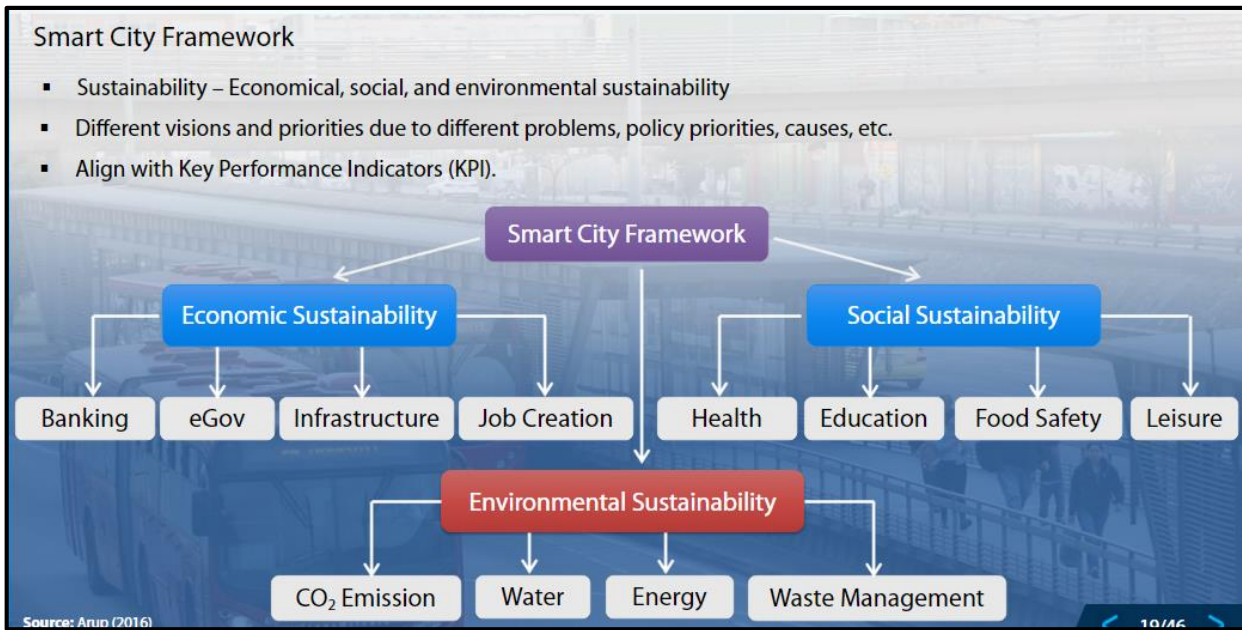 Smart City Framework
▪ Sustainability – Economical, social, and environmental sustainability
▪ Different visions and priorities due to different problems, policy priorities, causes, etc.
▪ Align with Key Performance Indicators (KPI).
Smart City Framework
Economic Sustainability
Social Sustainability
Banking
eGov
Infrastructure
Job Creation
Health
Education
Food Safety
Leisure
Environmental Sustainability
CO₂ Emission
Water
Energy
Waste Management
Source: Arup (2016)
< 19/46 >